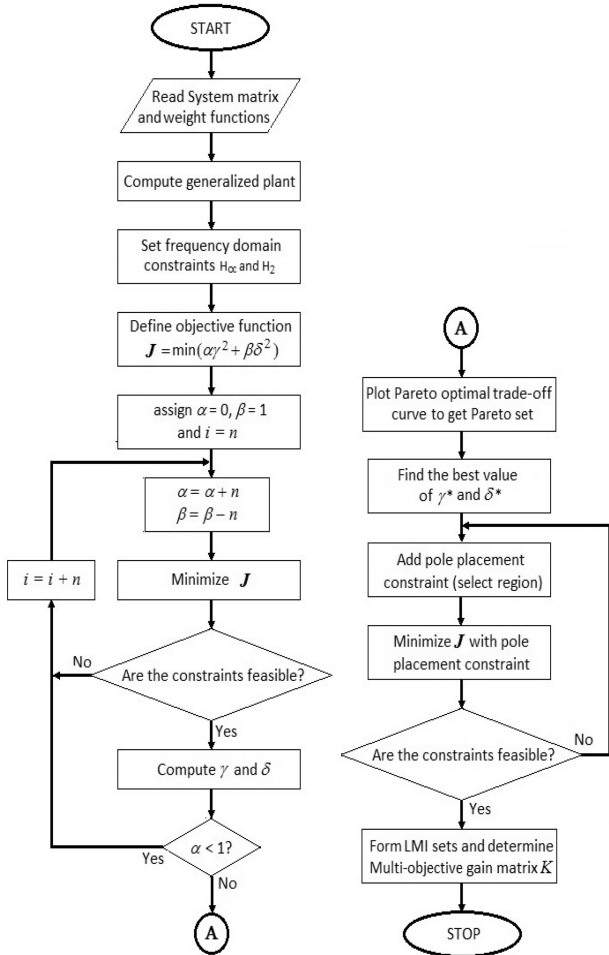 START
Read System matrix
and weight functions
Compute generalized plant
Set frequency domain
constraints H∝ and H₂
Define objective function
J = min(αγ² + βδ²)
assign α = 0, β = 1
and i = n
α = α + n
β = β − n
i = i + n
Minimize J
No
Are the constraints feasible?
Yes
Compute γ and δ
Yes
α < 1?
No
A
A
Plot Pareto optimal trade-off
curve to get Pareto set
Find the best value
of γ* and δ*
Add pole placement
constraint (select region)
Minimize J with pole
placement constraint
Are the constraints feasible?
No
Yes
Form LMI sets and determine
Multi-objective gain matrix K
STOP